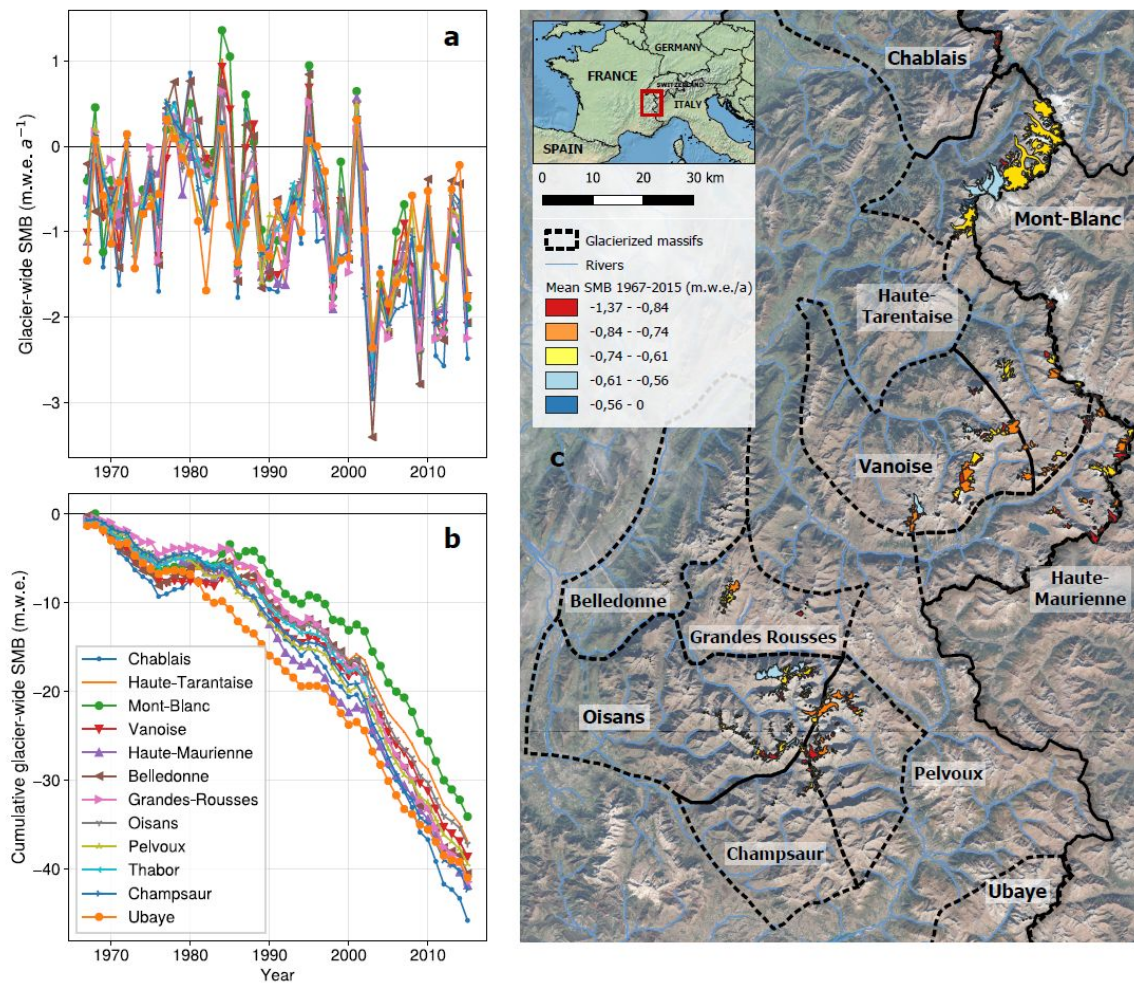 a
Glacier-wide SMB (m.w.e. a⁻¹)
1
0
−1
−2
−3
1970
1980
1990
2000
2010
b
Cumulative glacier-wide SMB (m.w.e.)
0
−10
−20
−30
−40
Chablais
Haute-Tarantaise
Mont-Blanc
Vanoise
Haute-Maurienne
Belledonne
Grandes-Rousses
Oisans
Pelvoux
Thabor
Champsaur
Ubaye
1970
1980
1990
2000
2010
Year
GERMANY
FRANCE
SWITZERLAND
ITALY
SPAIN
0 10 20 30 km
Glacierized massifs
Rivers
Mean SMB 1967-2015 (m.w.e./a)
-1,37 - -0,84
-0,84 - -0,74
-0,74 - -0,61
-0,61 - -0,56
-0,56 - 0
c
Chablais
Mont-Blanc
Haute-
Tarentaise
Vanoise
Haute-
Maurienne
Belledonne
Grandes Rousses
Oisans
Pelvoux
Champsaur
Ubaye